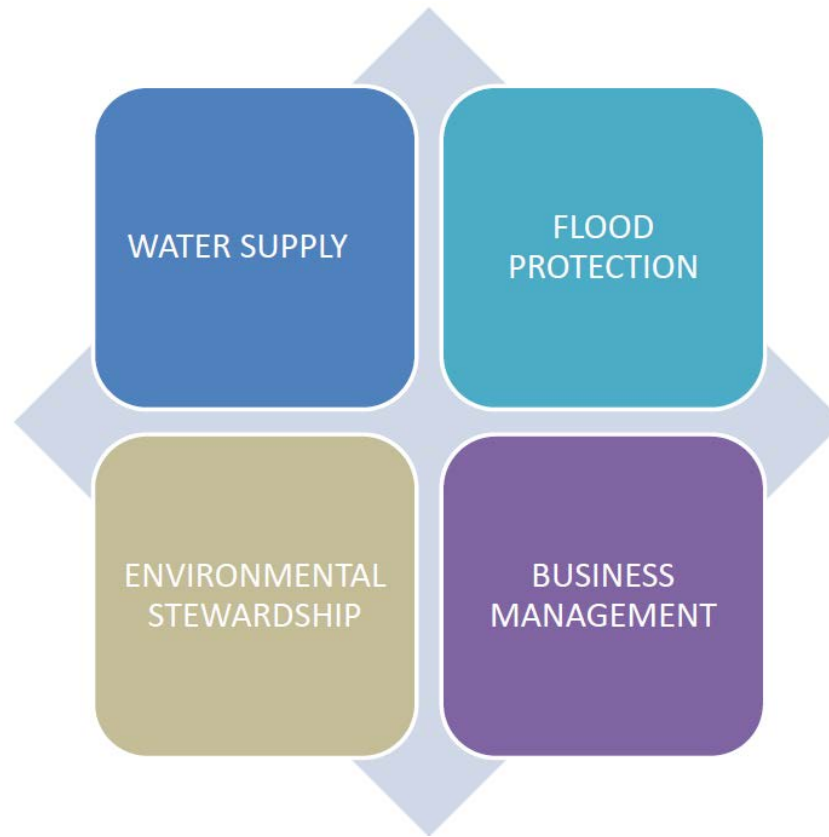 WATER SUPPLY
FLOOD
PROTECTION
ENVIRONMENTAL
STEWARDSHIP
BUSINESS
MANAGEMENT